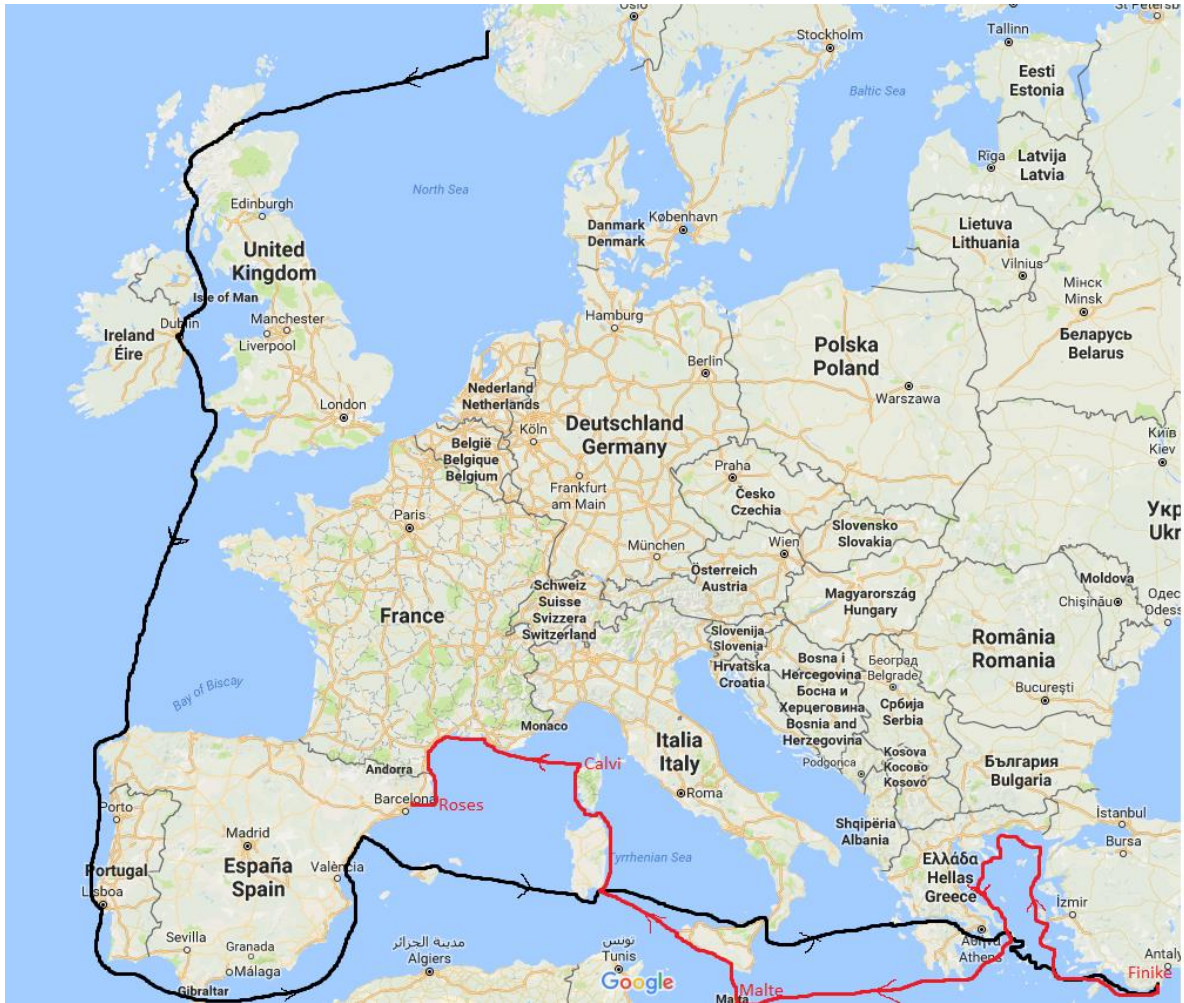 Oslo
Stockholm
Tallinn
St Petersb
Eesti
Estonia
Baltic Sea
North Sea
Rīga
Latvija
Latvia
Edinburgh
United
Kingdom
Danmark
Denmark
København
Lietuva
Lithuania
Vilnius
Isle of Man
Мінск
Minsk
Беларусь
Belarus
Dublin
Ireland
Éire
Manchester
Liverpool
Hamburg
Berlin
Polska
Poland
Warszawa
Nederland
Netherlands
London
België
Belgique
Belgium
Köln
Deutschland
Germany
Київ
Kiev
Frankfurt
am Main
Praha
Česko
Czechia
Paris
Slovensko
Slovakia
Укр
Ukr
München
Wien
Österreich
Austria
Schweiz
Suisse
Svizzera
Switzerland
Magyarország
Hungary
Moldova
Chișinău
Одес
Odess
France
Slovenija
Slovenia
Hrvatska
Croatia
România
Romania
București
Bay of Biscay
Bosna i
Hercegovina
Босна и
Херцеговина
Bosnia and
Herzegovina
Београд
Belgrade
Србија
Serbia
Monaco
Italia
Italy
Podgorica
Kosova
Косово
Kosovo
България
Bulgaria
Andorra
Calvi
Roma
Barcelona
Roses
Porto
Madrid
España
Spain
Portugal
Lisboa
València
Tyrrhenian Sea
Shqipëria
Albania
İstanbul
Bursa
Ελλάδα
Hellas
Greece
İzmir
Αθήνα
Athens
Sevilla
Granada
Málaga
Gibraltar
مدينة الجزائر
Algiers
تونس
Tunis
Google
Malta
Malte
Antaly
Finike